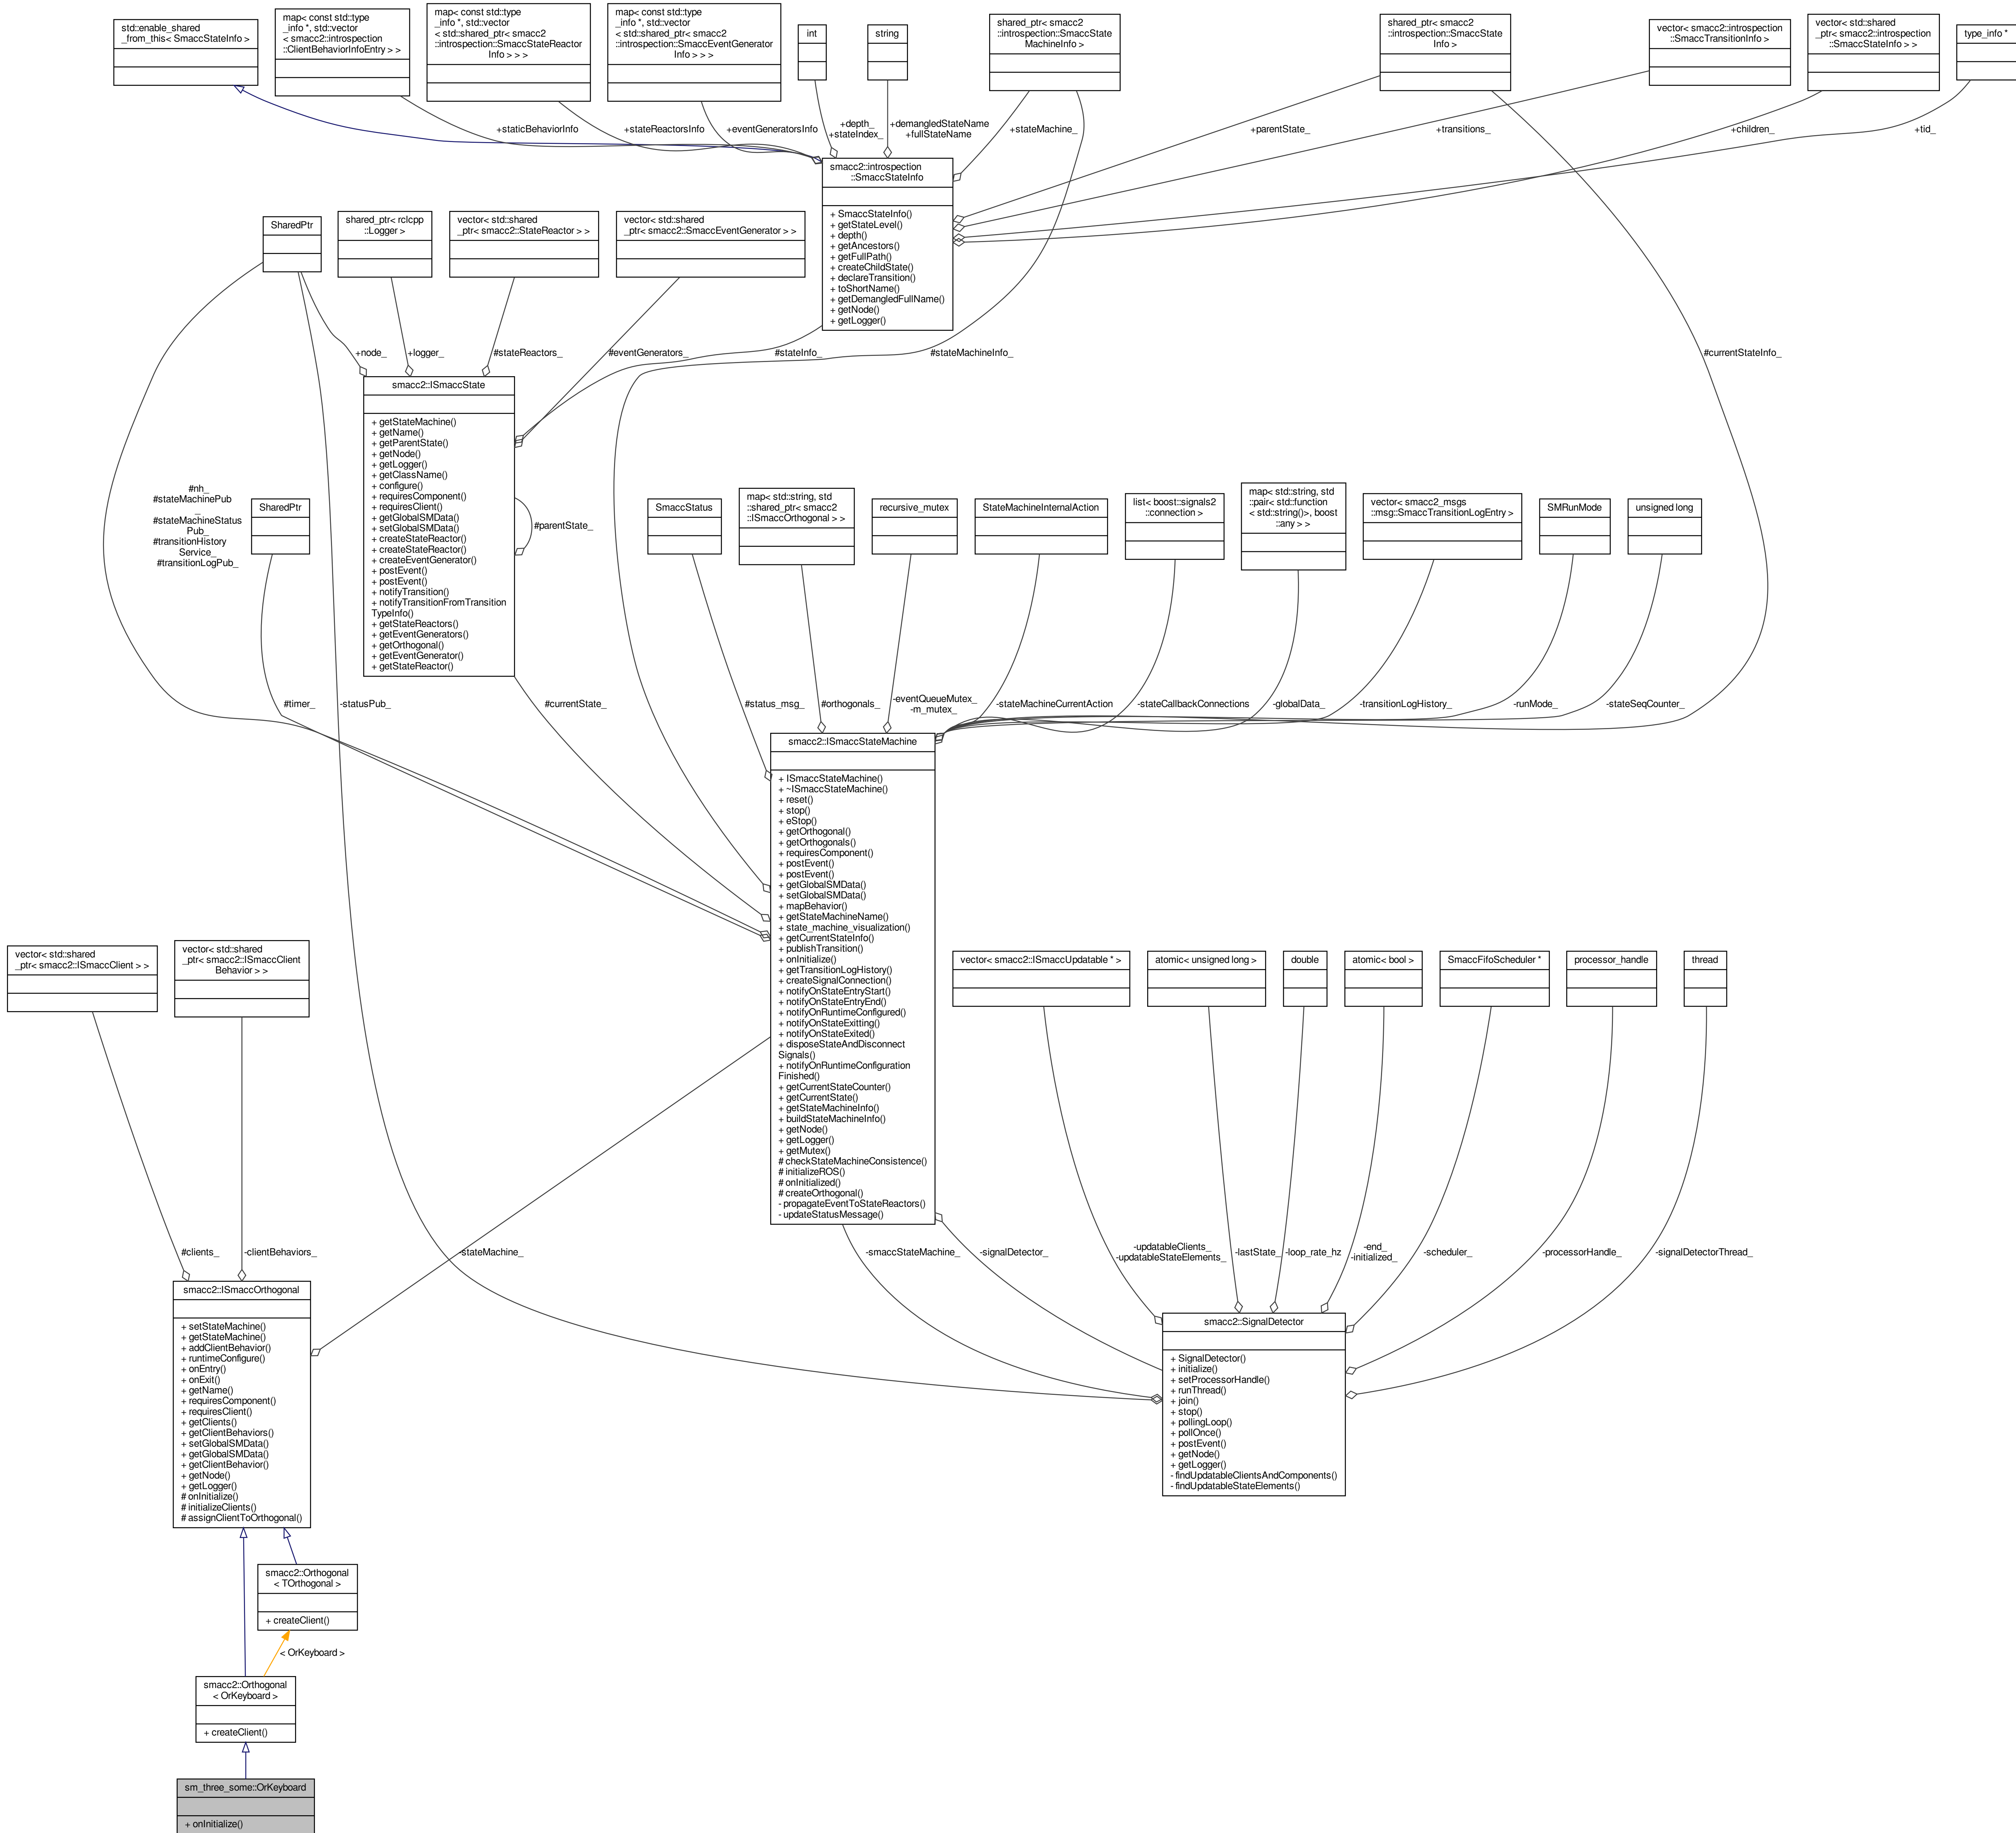 std::enable_shared
_from_this< SmaccStateInfo >
map< const std::type
_info *, std::vector
< smacc2::introspection
::ClientBehaviorInfoEntry > >
map< const std::type
_info *, std::vector
< std::shared_ptr< smacc2
::introspection::SmaccStateReactor
Info > > >
map< const std::type
_info *, std::vector
< std::shared_ptr< smacc2
::introspection::SmaccEventGenerator
Info > > >
int
string
shared_ptr< smacc2
::introspection::SmaccState
MachineInfo >
shared_ptr< smacc2
::introspection::SmaccState
Info >
vector< smacc2::introspection
::SmaccTransitionInfo >
vector< std::shared
_ptr< smacc2::introspection
::SmaccStateInfo > >
type_info *
+staticBehaviorInfo
+stateReactorsInfo
+eventGeneratorsInfo
+depth_
+stateIndex_
+demangledStateName
+fullStateName
+stateMachine_
+parentState_
+transitions_
+children_
+tid_
smacc2::introspection
::SmaccStateInfo
+ SmaccStateInfo()
+ getStateLevel()
+ depth()
+ getAncestors()
+ getFullPath()
+ createChildState()
+ declareTransition()
+ toShortName()
+ getDemangledFullName()
+ getNode()
+ getLogger()
SharedPtr
shared_ptr< rclcpp
::Logger >
vector< std::shared
_ptr< smacc2::StateReactor > >
vector< std::shared
_ptr< smacc2::SmaccEventGenerator > >
+node_
+logger_
#stateReactors_
#eventGenerators_
#stateInfo_
#stateMachineInfo_
#currentStateInfo_
smacc2::ISmaccState
+ getStateMachine()
+ getName()
+ getParentState()
+ getNode()
+ getLogger()
+ getClassName()
+ configure()
+ requiresComponent()
+ requiresClient()
+ getGlobalSMData()
+ setGlobalSMData()
+ createStateReactor()
+ createStateReactor()
+ createEventGenerator()
+ postEvent()
+ postEvent()
+ notifyTransition()
+ notifyTransitionFromTransition
TypeInfo()
+ getStateReactors()
+ getEventGenerators()
+ getOrthogonal()
+ getEventGenerator()
+ getStateReactor()
#parentState_
#nh_
#stateMachinePub
_
#stateMachineStatus
Pub_
#transitionHistory
Service_
#transitionLogPub_
SharedPtr
SmaccStatus
map< std::string, std
::shared_ptr< smacc2
::ISmaccOrthogonal > >
recursive_mutex
StateMachineInternalAction
list< boost::signals2
::connection >
map< std::string, std
::pair< std::function
< std::string()>, boost
::any > >
vector< smacc2_msgs
::msg::SmaccTransitionLogEntry >
SMRunMode
unsigned long
#timer_
-statusPub_
#currentState_
#status_msg_
#orthogonals_
-eventQueueMutex_
-m_mutex_
-stateMachineCurrentAction
-stateCallbackConnections
-globalData_
-transitionLogHistory_
-runMode_
-stateSeqCounter_
smacc2::ISmaccStateMachine
+ ISmaccStateMachine()
+ ~ISmaccStateMachine()
+ reset()
+ stop()
+ eStop()
+ getOrthogonal()
+ getOrthogonals()
+ requiresComponent()
+ postEvent()
+ postEvent()
+ getGlobalSMData()
+ setGlobalSMData()
+ mapBehavior()
+ getStateMachineName()
+ state_machine_visualization()
+ getCurrentStateInfo()
+ publishTransition()
+ onInitialize()
+ getTransitionLogHistory()
+ createSignalConnection()
+ notifyOnStateEntryStart()
+ notifyOnStateEntryEnd()
+ notifyOnRuntimeConfigured()
+ notifyOnStateExitting()
+ notifyOnStateExited()
+ disposeStateAndDisconnect
Signals()
+ notifyOnRuntimeConfiguration
Finished()
+ getCurrentStateCounter()
+ getCurrentState()
+ getStateMachineInfo()
+ buildStateMachineInfo()
+ getNode()
+ getLogger()
+ getMutex()
# checkStateMachineConsistence()
# initializeROS()
# onInitialized()
# createOrthogonal()
- propagateEventToStateReactors()
- updateStatusMessage()
vector< std::shared
_ptr< smacc2::ISmaccClient > >
vector< std::shared
_ptr< smacc2::ISmaccClient
Behavior > >
vector< smacc2::ISmaccUpdatable * >
atomic< unsigned long >
double
atomic< bool >
SmaccFifoScheduler *
processor_handle
thread
#clients_
-clientBehaviors_
-stateMachine_
-smaccStateMachine_
-signalDetector_
-updatableClients_
-updatableStateElements_
-lastState_
-loop_rate_hz
-end_
-initialized_
-scheduler_
-processorHandle_
-signalDetectorThread_
smacc2::ISmaccOrthogonal
+ setStateMachine()
+ getStateMachine()
+ addClientBehavior()
+ runtimeConfigure()
+ onEntry()
+ onExit()
+ getName()
+ requiresComponent()
+ requiresClient()
+ getClients()
+ getClientBehaviors()
+ setGlobalSMData()
+ getGlobalSMData()
+ getClientBehavior()
+ getNode()
+ getLogger()
# onInitialize()
# initializeClients()
# assignClientToOrthogonal()
smacc2::SignalDetector
+ SignalDetector()
+ initialize()
+ setProcessorHandle()
+ runThread()
+ join()
+ stop()
+ pollingLoop()
+ pollOnce()
+ postEvent()
+ getNode()
+ getLogger()
- findUpdatableClientsAndComponents()
- findUpdatableStateElements()
smacc2::Orthogonal
< TOrthogonal >
+ createClient()
< OrKeyboard >
smacc2::Orthogonal
< OrKeyboard >
+ createClient()
sm_three_some::OrKeyboard
+ onInitialize()